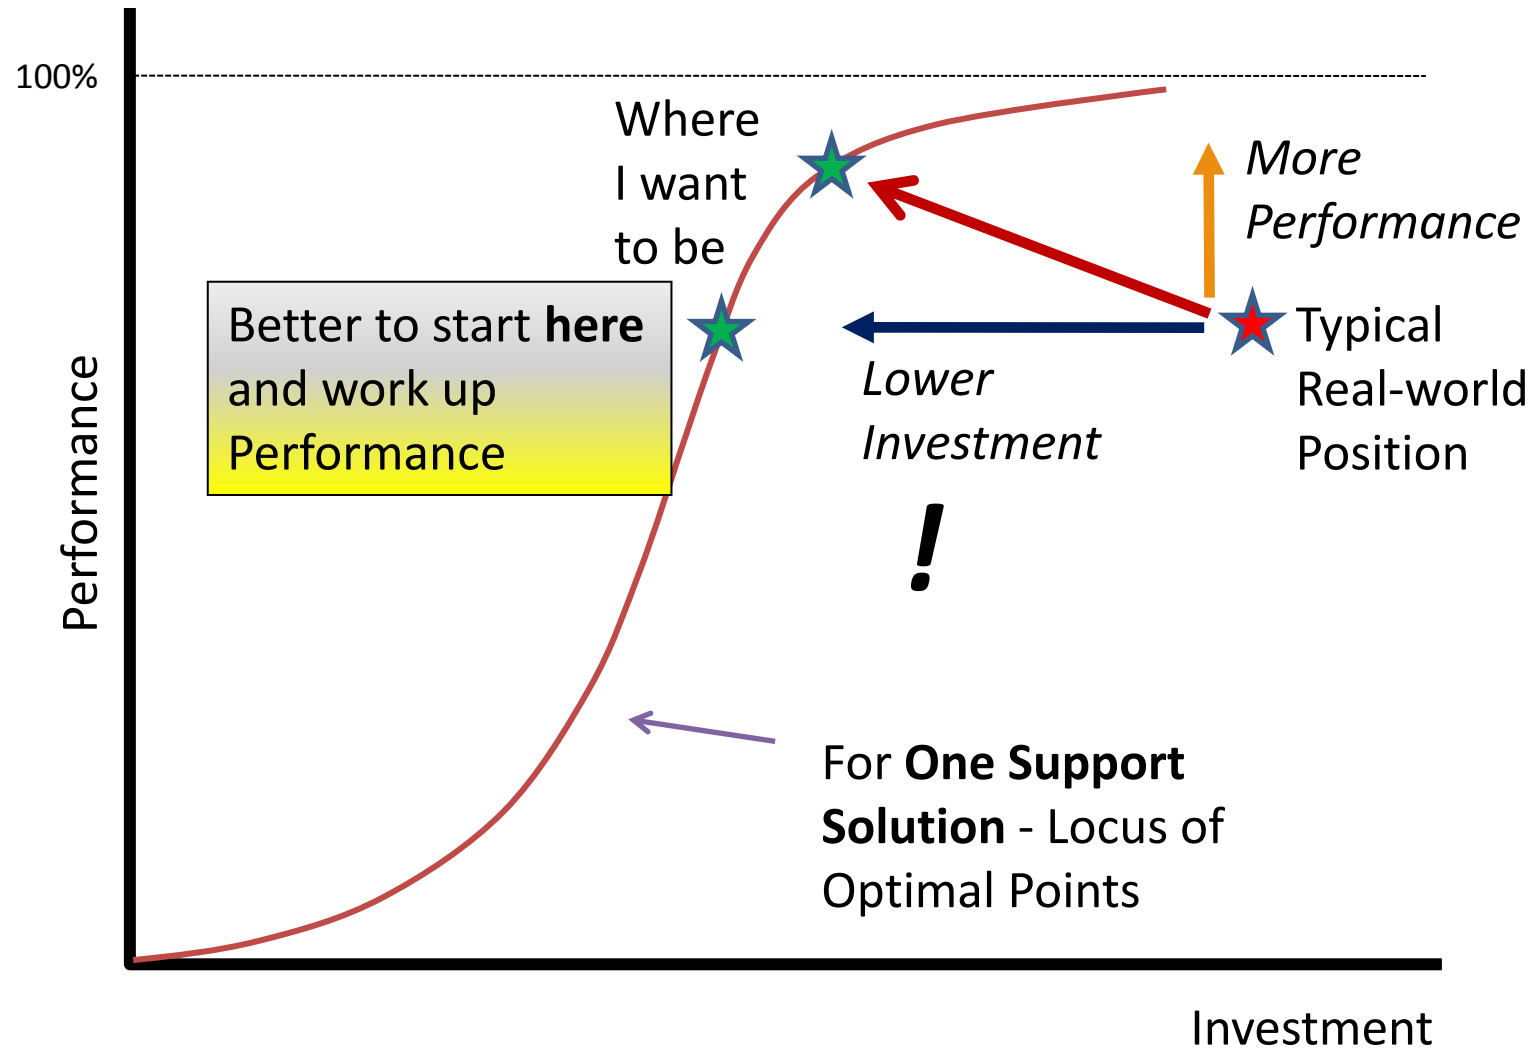 100%
Where
I want
to be
More
Performance
Better to start here
and work up
Performance
Typical
Real-world
Position
Lower
Investment
!
Performance
For One Support
Solution - Locus of
Optimal Points
Investment